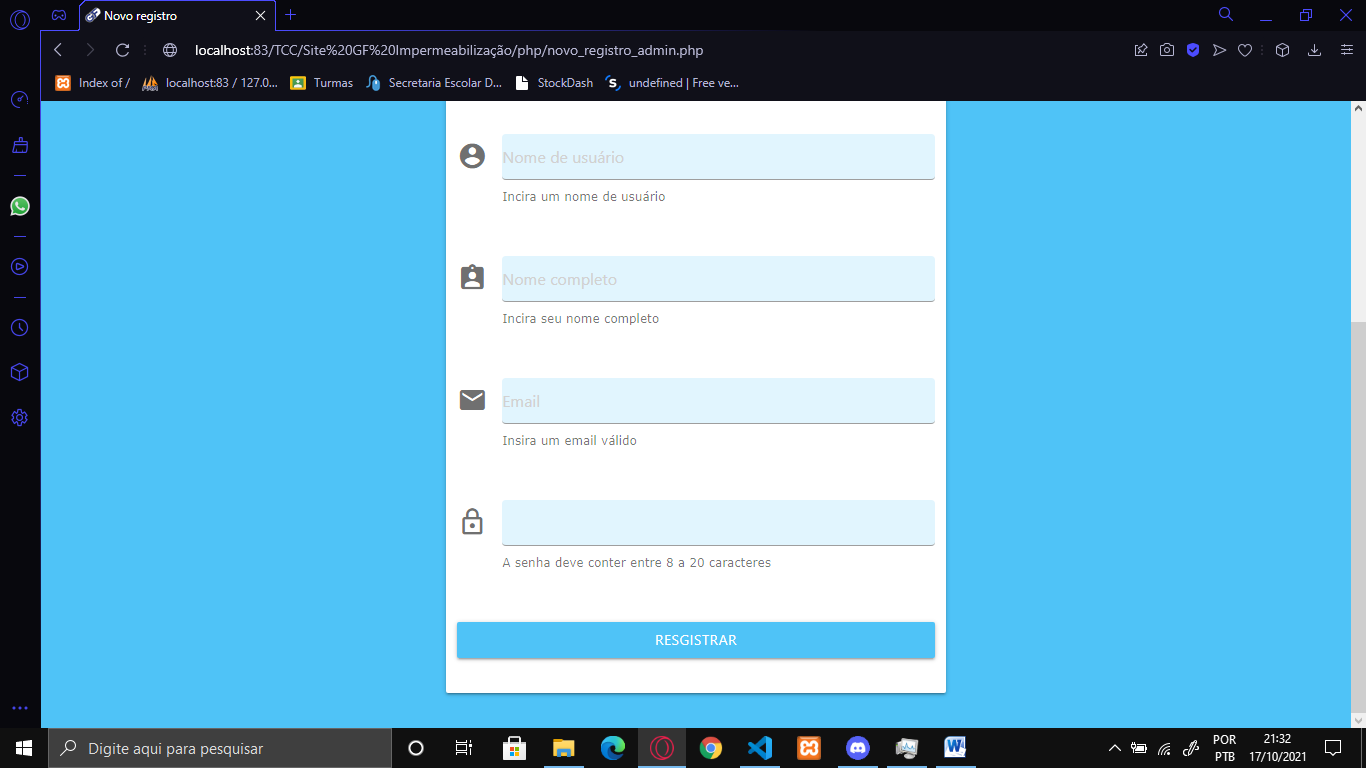 Novo registro
localhost:83/TCC/Site%20GF%20Impermeabilização/php/novo_registro_admin.php
Index of /
localhost:83 / 127.0...
Turmas
Secretaria Escolar D...
StockDash
undefined | Free ve...
Nome de usuário
Incira um nome de usuário
Nome completo
Incira seu nome completo
Email
Insira um email válido
A senha deve conter entre 8 a 20 caracteres
RESGISTRAR
Digite aqui para pesquisar
POR
PTB
21:32
17/10/2021